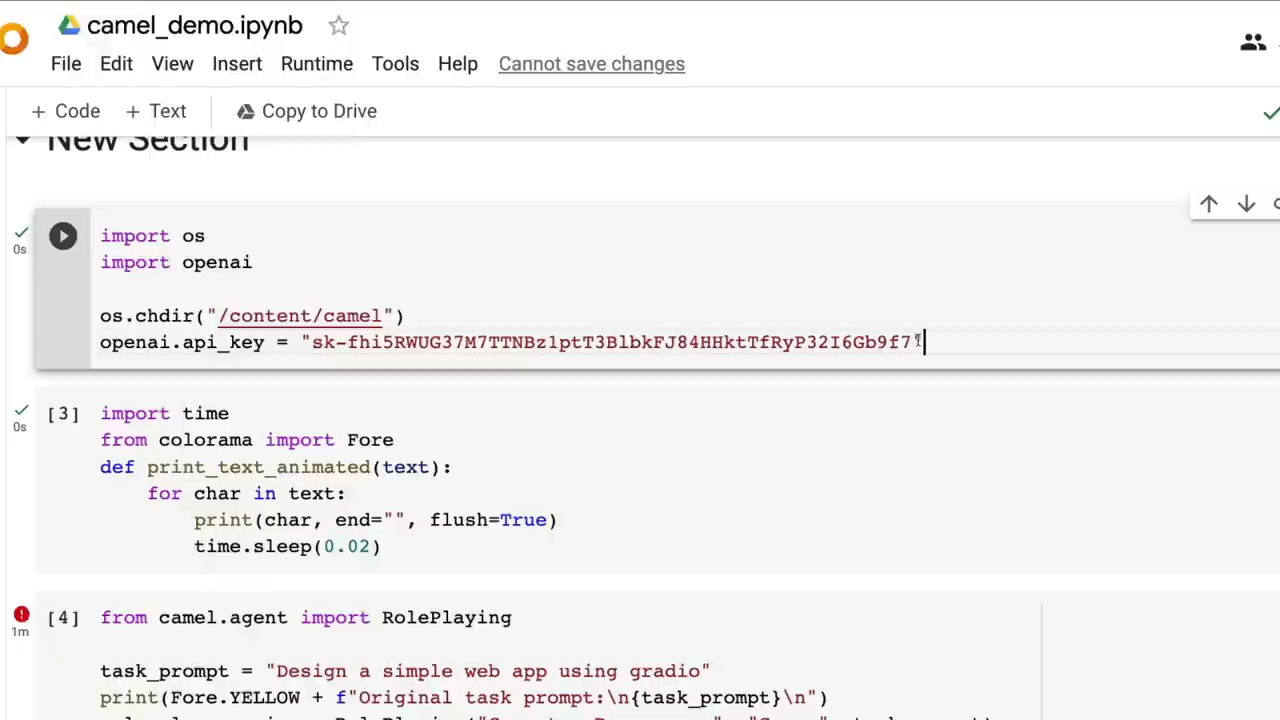 camel_demo.ipynb
File Edit View Insert Runtime Tools Help Cannot save changes
+ Code + Text Copy to Drive
New Section
0s
import os
import openai
os.chdir("/content/camel")
openai.api_key = "[API key omitted]"
0s
[3] import time
from colorama import Fore
def print_text_animated(text):
for char in text:
print(char, end="", flush=True)
time.sleep(0.02)
1m
[4] from camel.agent import RolePlaying
task_prompt = "Design a simple web app using gradio"
print(Fore.YELLOW + f"Original task prompt:\n{task_prompt}\n")